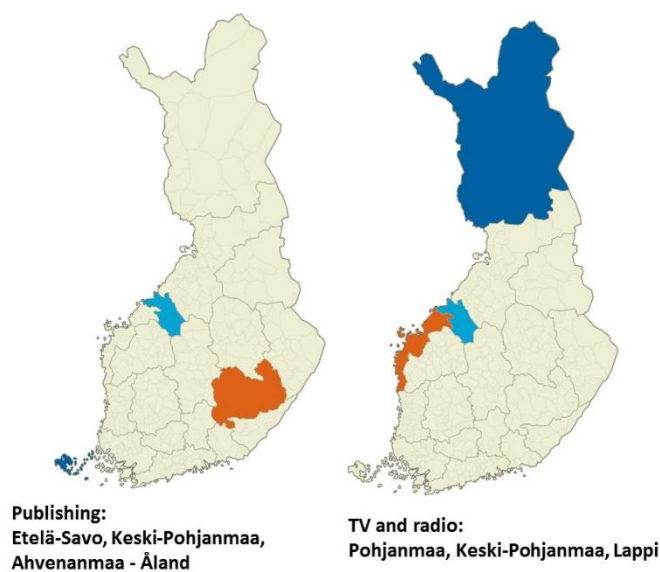 Publishing:
Etelä-Savo, Keski-Pohjanmaa,
Ahvenanmaa - Åland
TV and radio:
Pohjanmaa, Keski-Pohjanmaa, Lappi